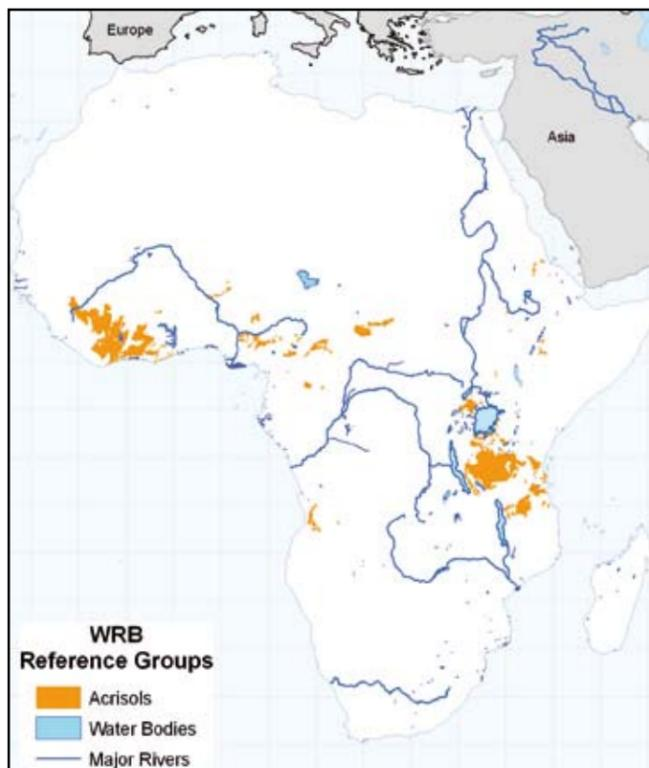 Europe
Asia
WRB
Reference Groups
Acrisols
Water Bodies
Major Rivers